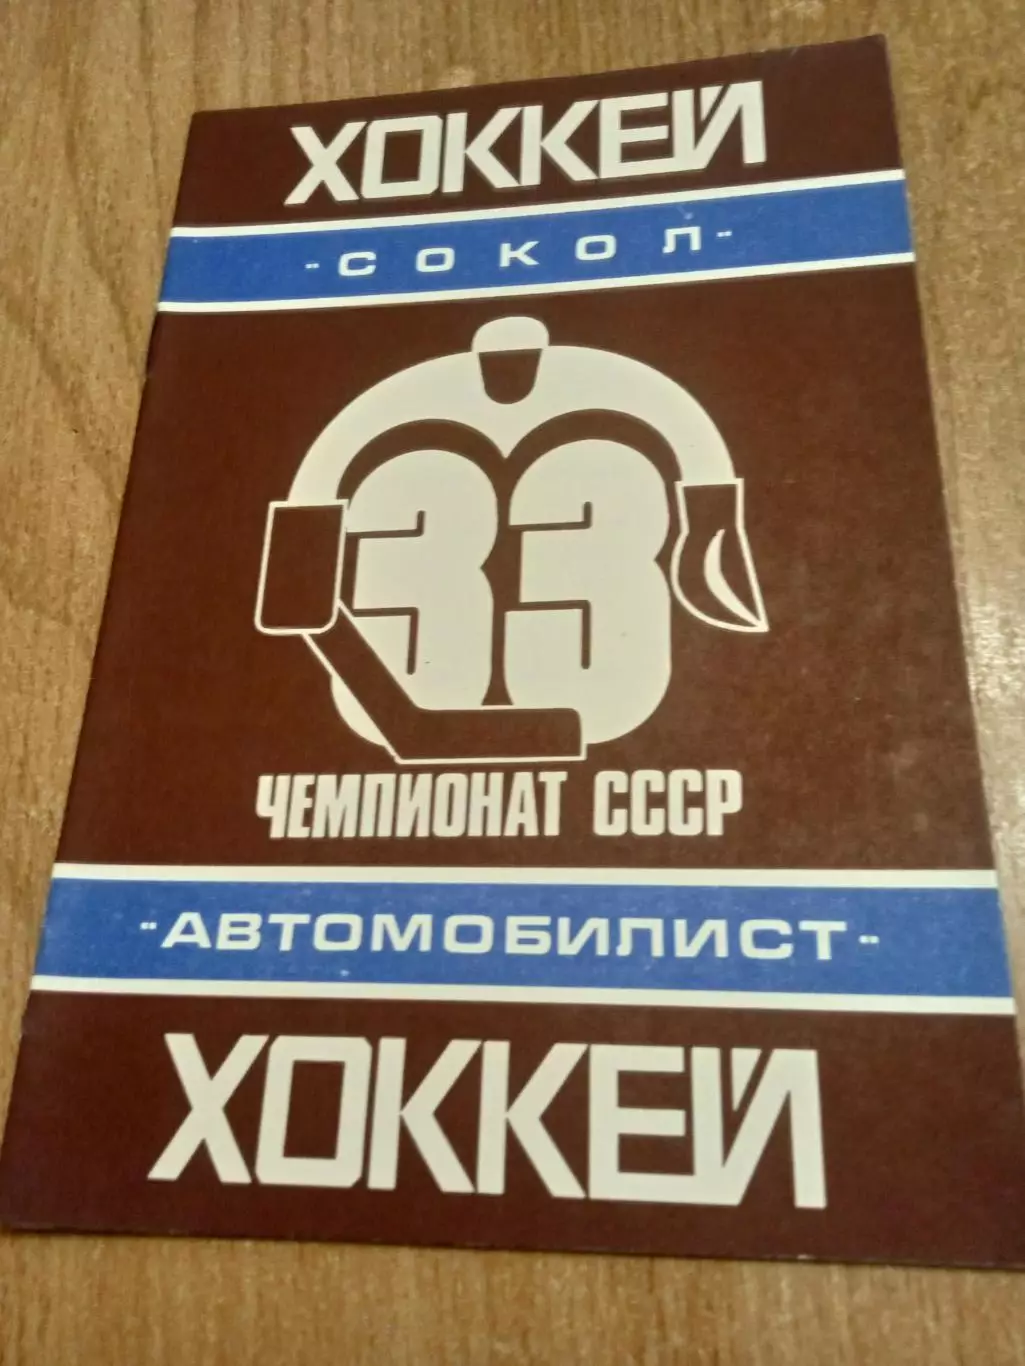 ХОККЕЙ
"СОКОЛ"
33
ЧЕМПИОНАТ СССР
"АВТОМОБИЛИСТ"
ХОККЕЙ